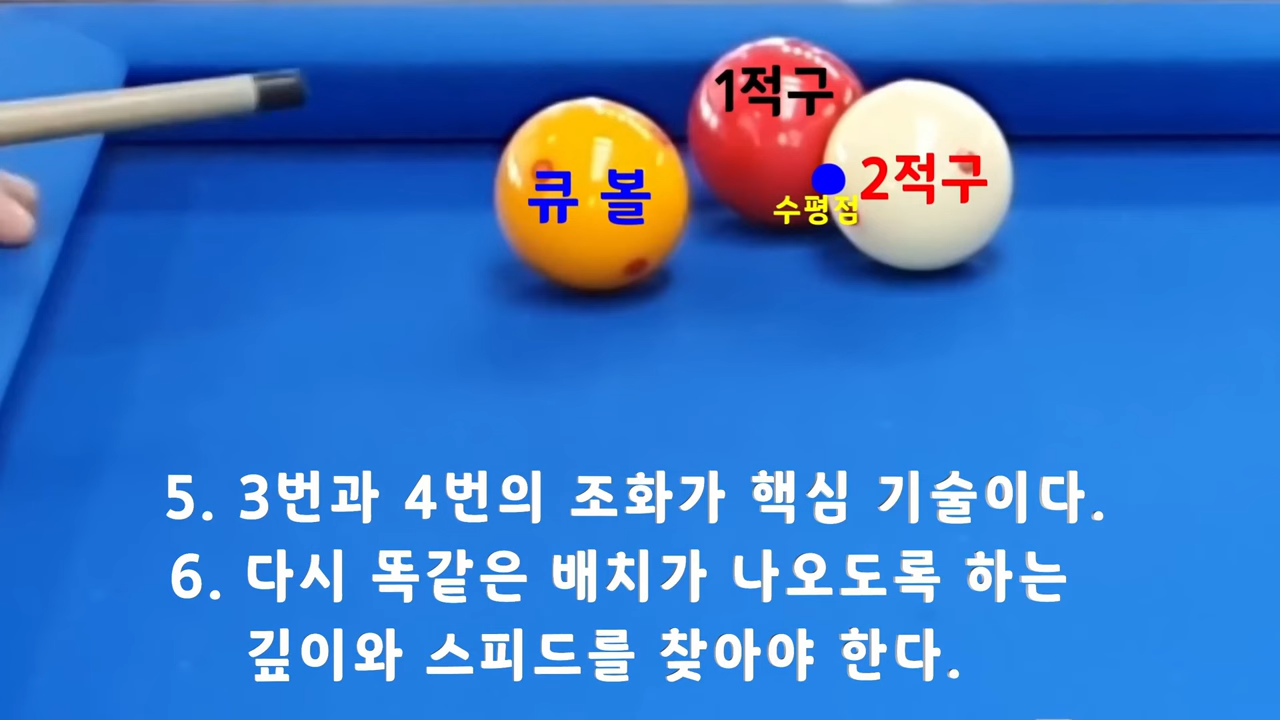 1적구
큐 볼
2적구
수평점
5. 3번과 4번의 조화가 핵심 기술이다.
6. 다시 똑같은 배치가 나오도록 하는
깊이와 스피드를 찾아야 한다.